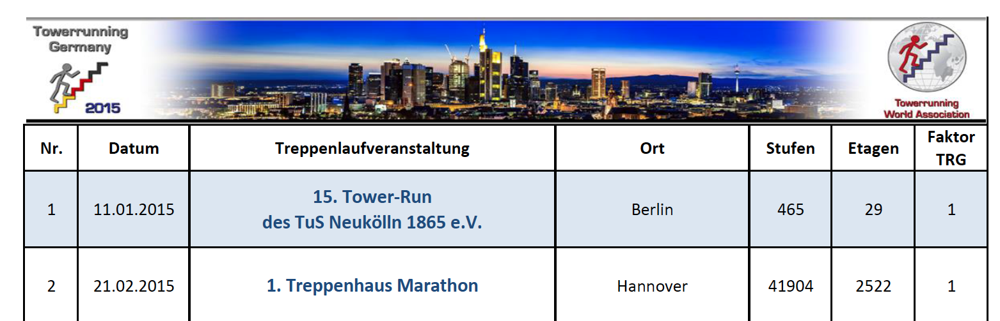 Towerrunning
Germany
2015
Towerrunning
World Association
Nr.
Datum
Treppenlaufveranstaltung
Ort
Stufen
Etagen
Faktor
TRG
1
11.01.2015
15. Tower-Run
des TuS Neukölln 1865 e.V.
Berlin
465
29
1
2
21.02.2015
1. Treppenhaus Marathon
Hannover
41904
2522
1